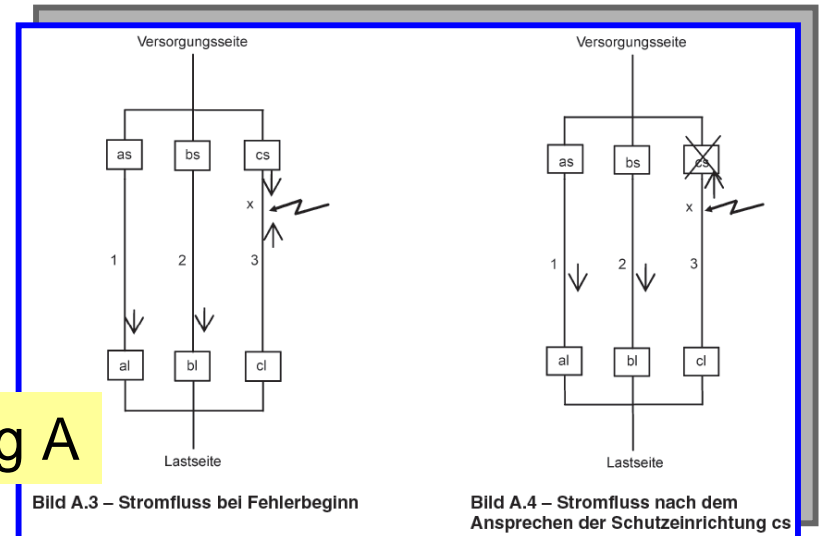 Versorgungsseite
as
bs
cs
x
1
2
3
al
bl
cl
Lastseite
Bild A.3 – Stromfluss bei Fehlerbeginn
Versorgungsseite
as
bs
cs
x
1
2
3
al
bl
cl
Lastseite
Bild A.4 – Stromfluss nach dem
Ansprechen der Schutzeinrichtung cs
g A